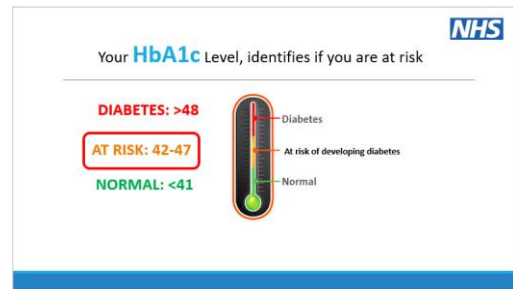 NHS
Your HbA1c Level, identifies if you are at risk
DIABETES: >48
Diabetes
AT RISK: 42-47
At risk of developing diabetes
NORMAL: <41
Normal